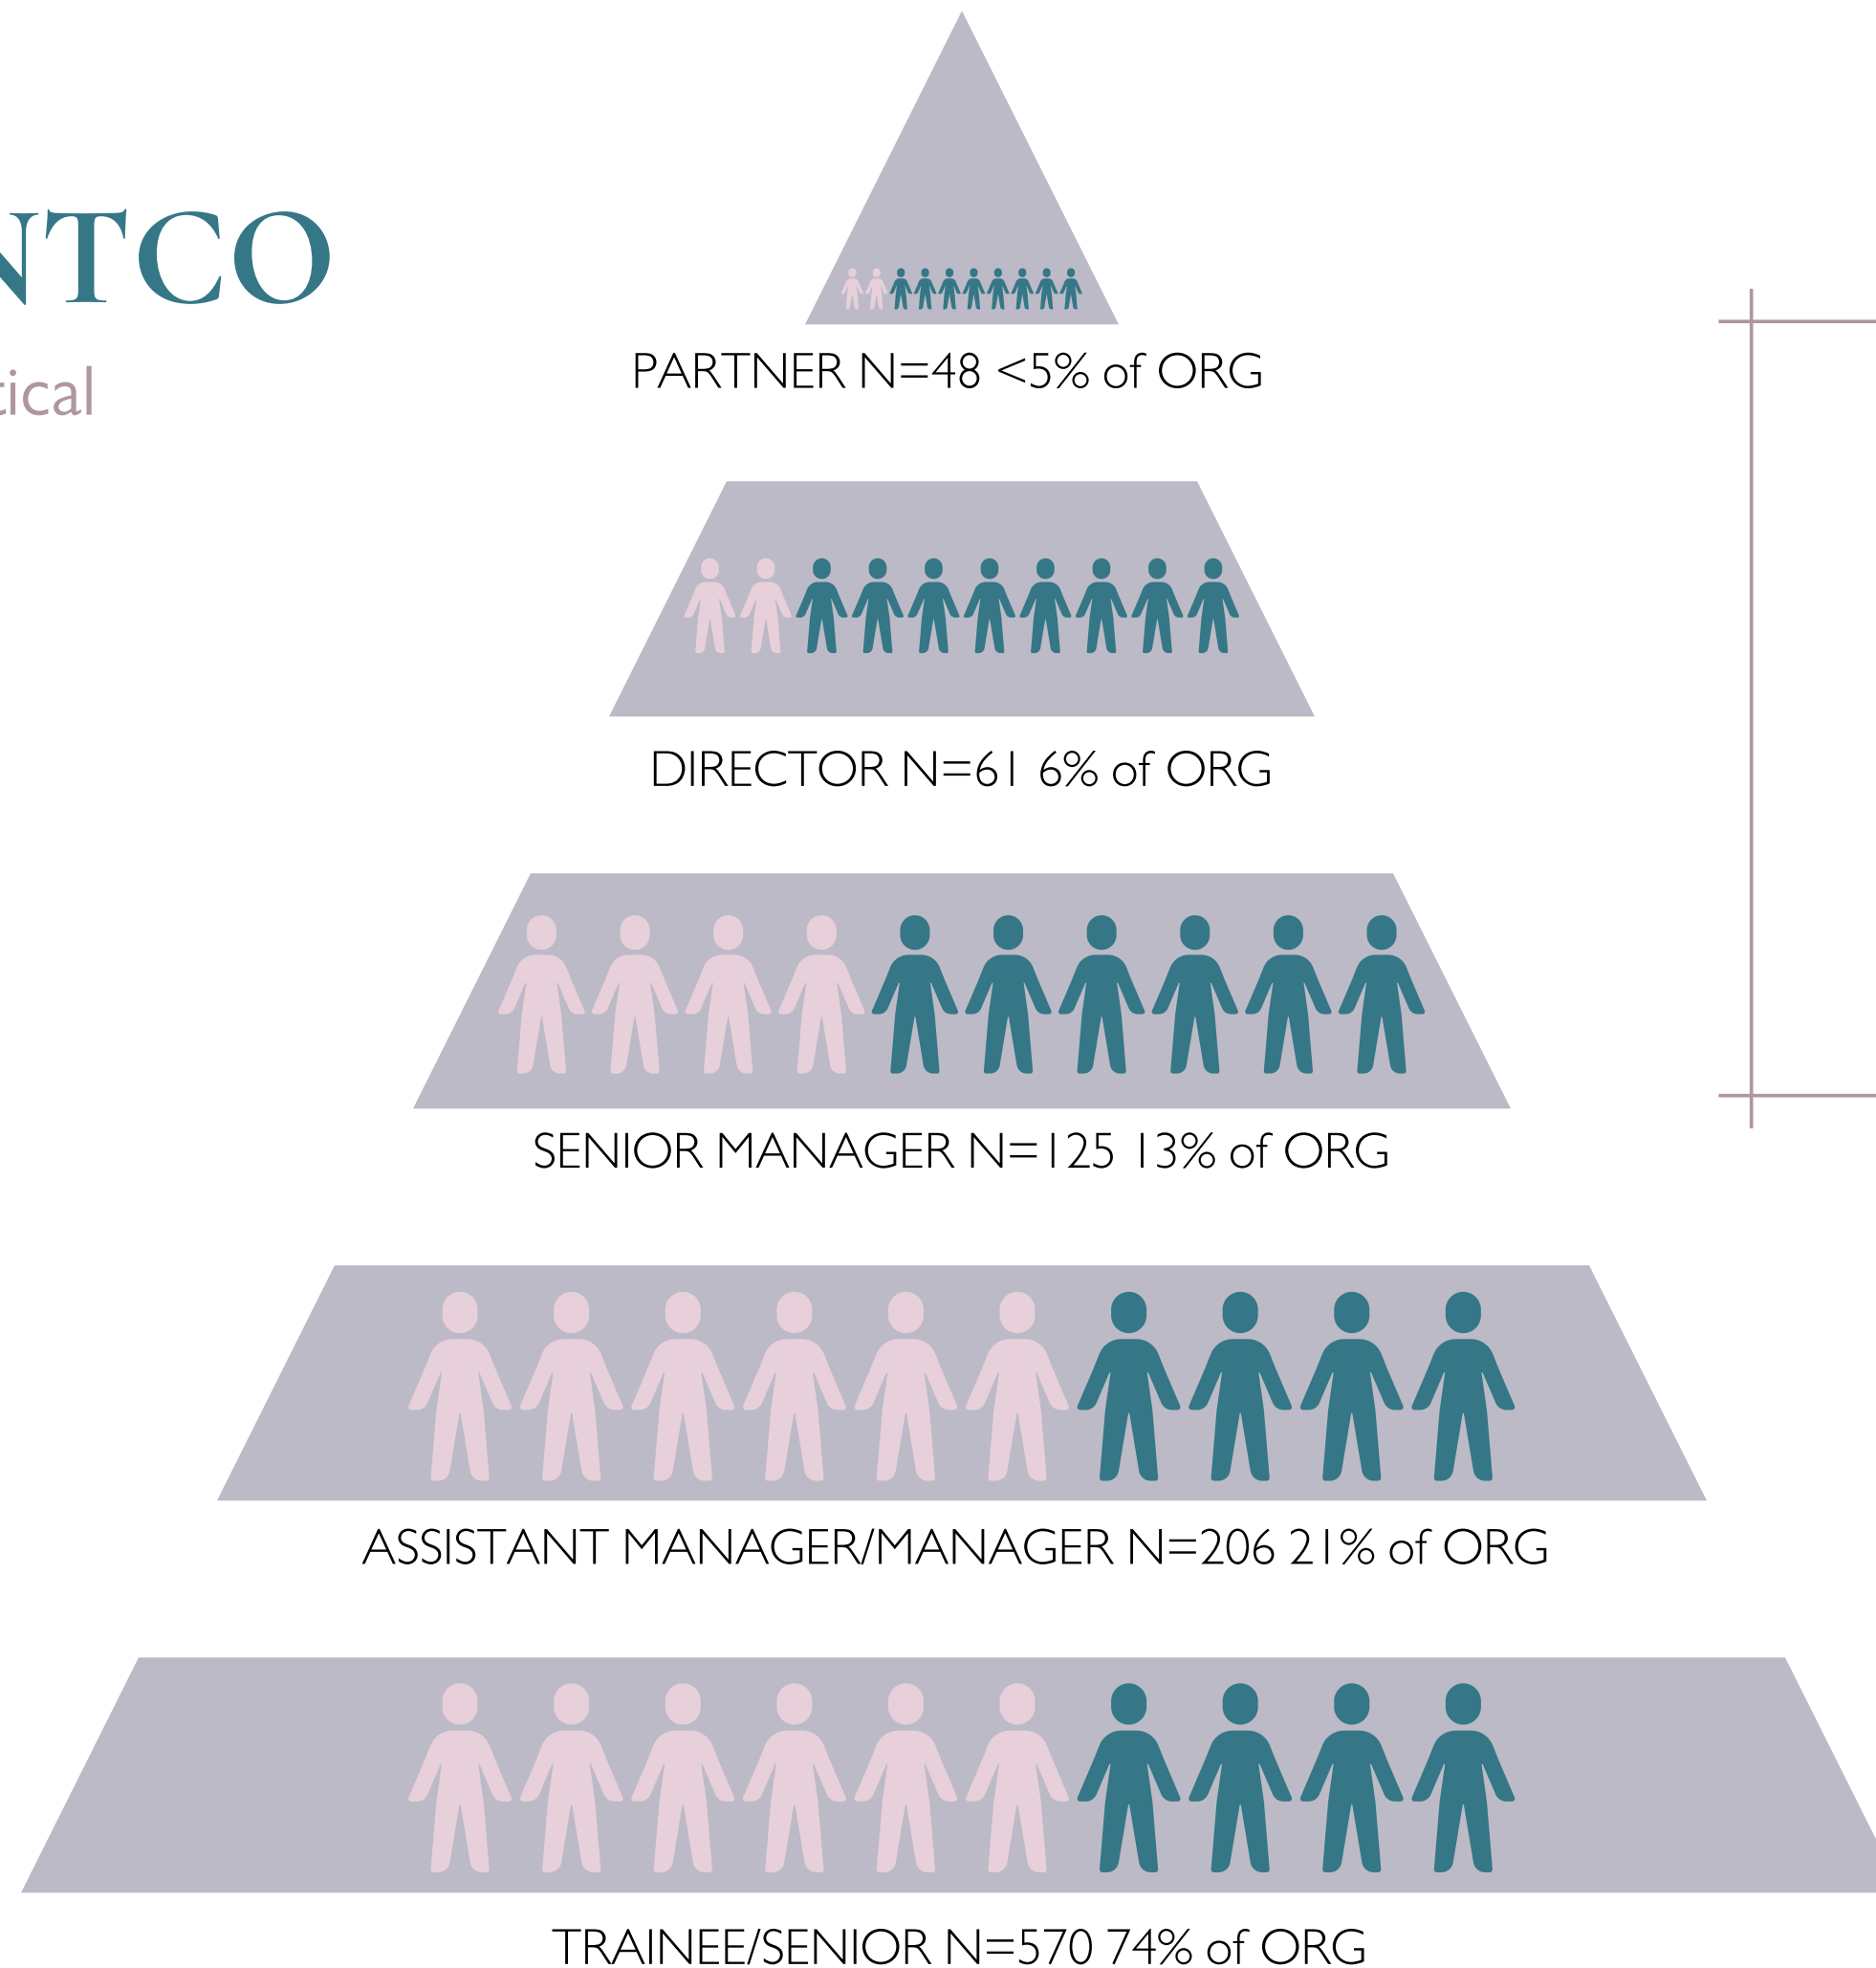 NTCO
tical
PARTNER N=48 <5% of ORG
DIRECTOR N=61 6% of ORG
SENIOR MANAGER N=125 13% of ORG
ASSISTANT MANAGER/MANAGER N=206 21% of ORG
TRAINEE/SENIOR N=570 74% of ORG